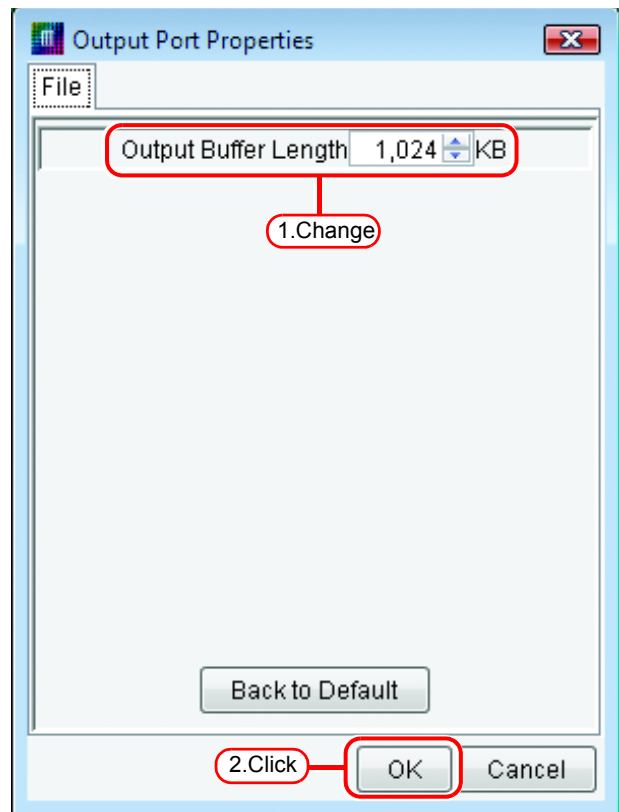 Output Port Properties
File
Output Buffer Length 1,024 KB
1.Change
Back to Default
2.Click OK Cancel